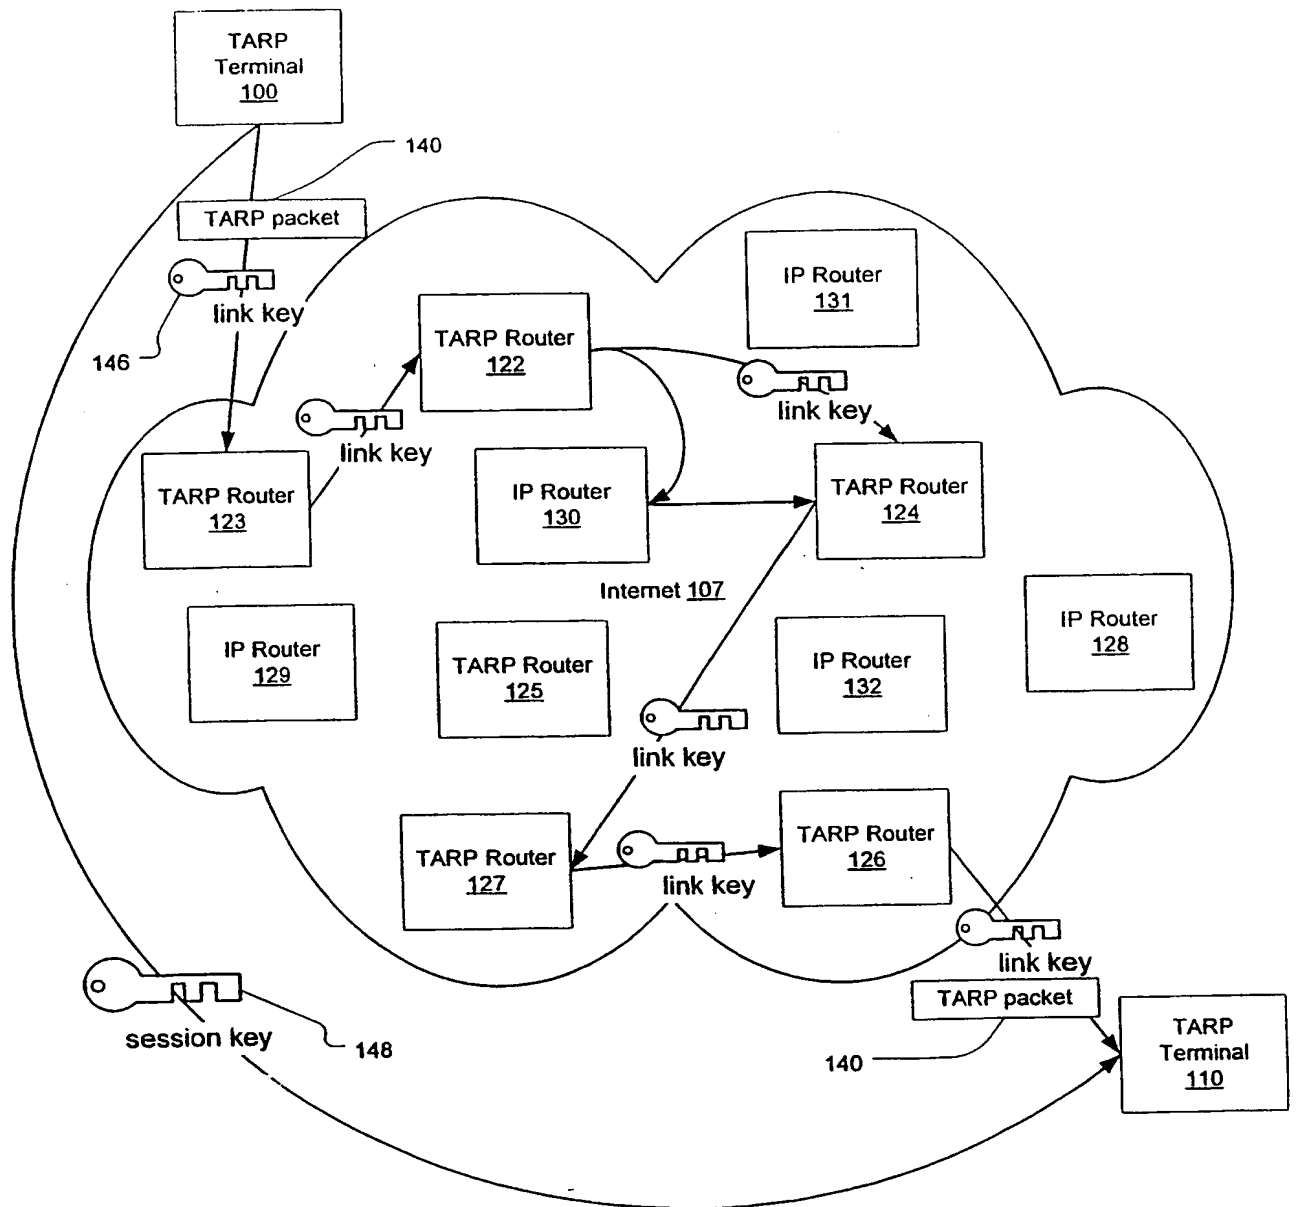 TARP
Terminal
100
140
TARP packet
link key
146
IP Router
131
TARP Router
122
link key
link key
TARP Router
123
IP Router
130
TARP Router
124
Internet 107
IP Router
129
TARP Router
125
IP Router
132
IP Router
128
link key
TARP Router
127
link key
TARP Router
126
link key
TARP packet
session key
148
140
TARP
Terminal
110